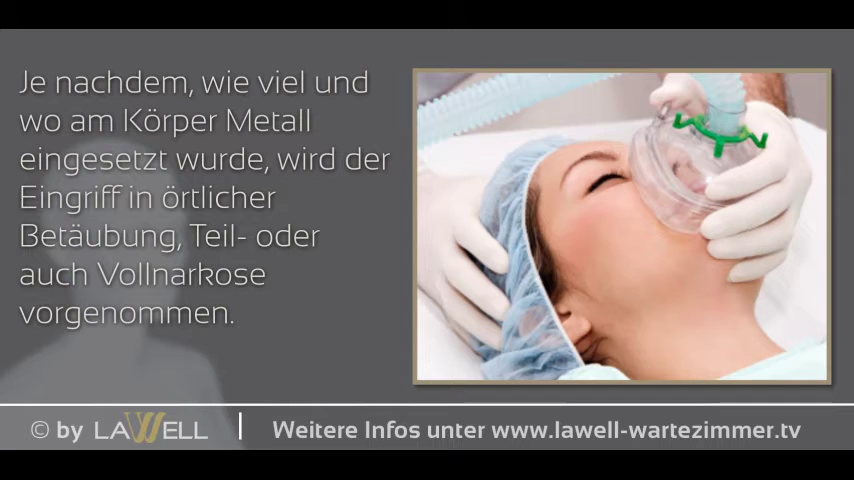 Je nachdem, wie viel und
wo am Körper Metall
eingesetzt wurde, wird der
Eingriff in örtlicher
Betäubung, Teil- oder
auch Vollnarkose
vorgenommen.
© by LAWELL | Weitere Infos unter www.lawell-wartezimmer.tv